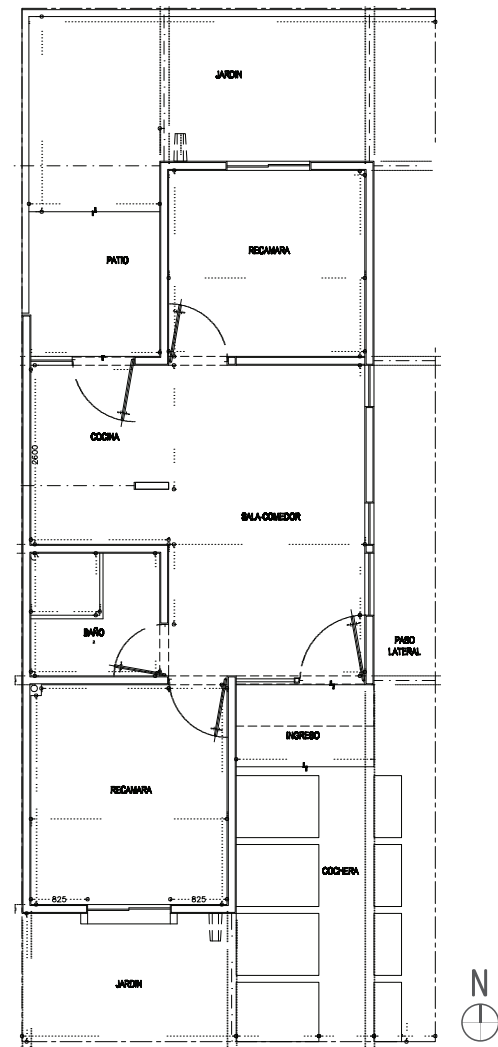 JARDIN
RECAMARA
PATIO
COCINA
2600
SALA-COMEDOR
BAÑO
PASO
LATERAL
INGRESO
RECAMARA
COCHERA
825
825
JARDIN
N